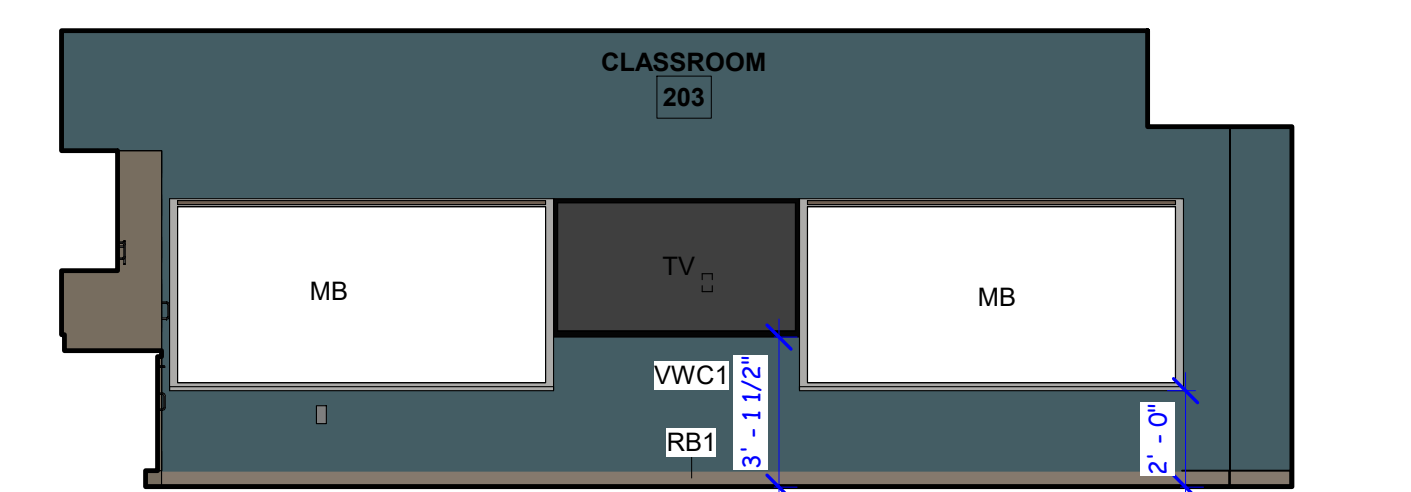 CLASSROOM
203
TV
MB
MB
VWC1
3' - 1 1/2"
2' - 0"
RB1